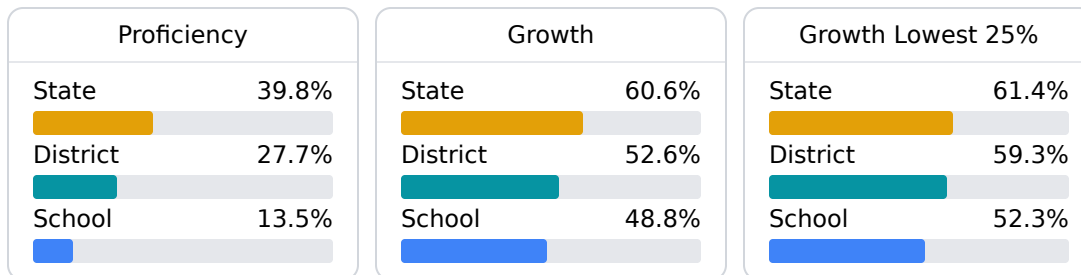 Proficiency
State 39.8%
District 27.7%
School 13.5%
Growth
State 60.6%
District 52.6%
School 48.8%
Growth Lowest 25%
State 61.4%
District 59.3%
School 52.3%